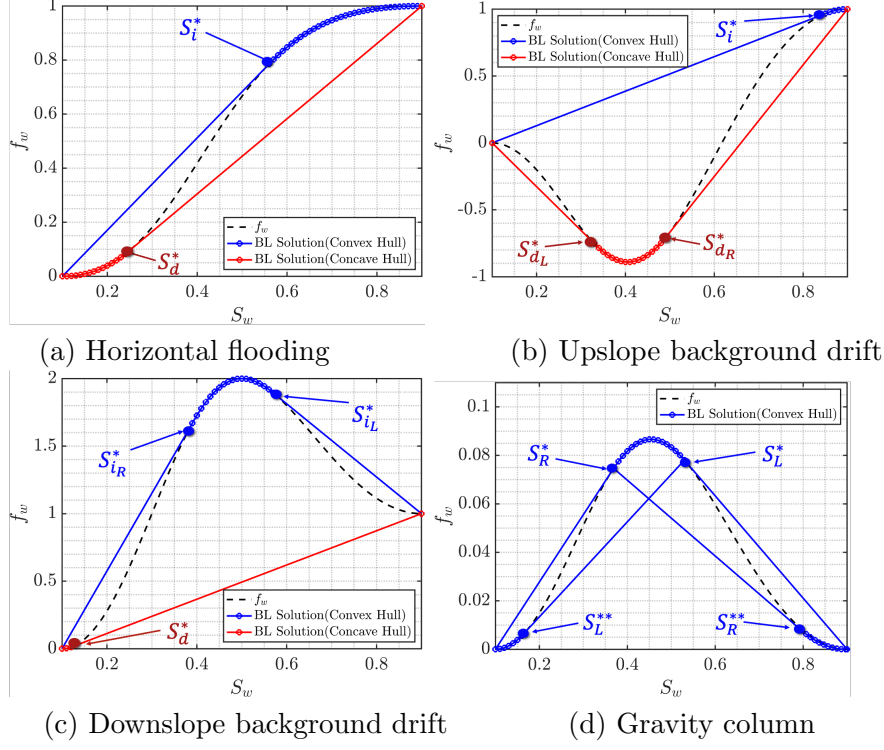 1
0.8
0.6
0.4
0.2
0
f_w
S_i^*
S_d^*
f_w
BL Solution(Convex Hull)
BL Solution(Concave Hull)
0.2 0.4 0.6 0.8
S_w
(a) Horizontal flooding
1
0.5
0
-0.5
-1
f_w
f_w
BL Solution(Convex Hull)
BL Solution(Concave Hull)
S_i^*
S_{d_L}^*
S_{d_R}^*
0.2 0.4 0.6 0.8
S_w
(b) Upslope background drift
2
1.5
1
0.5
0
f_w
S_{i_R}^*
S_{i_L}^*
S_d^*
f_w
BL Solution(Convex Hull)
BL Solution(Concave Hull)
0.2 0.4 0.6 0.8
S_w
(c) Downslope background drift
0.1
0.08
0.06
0.04
0.02
0
f_w
f_w
BL Solution(Convex Hull)
S_R^*
S_L^*
S_L^{**}
S_R^{**}
0.2 0.4 0.6 0.8
S_w
(d) Gravity column